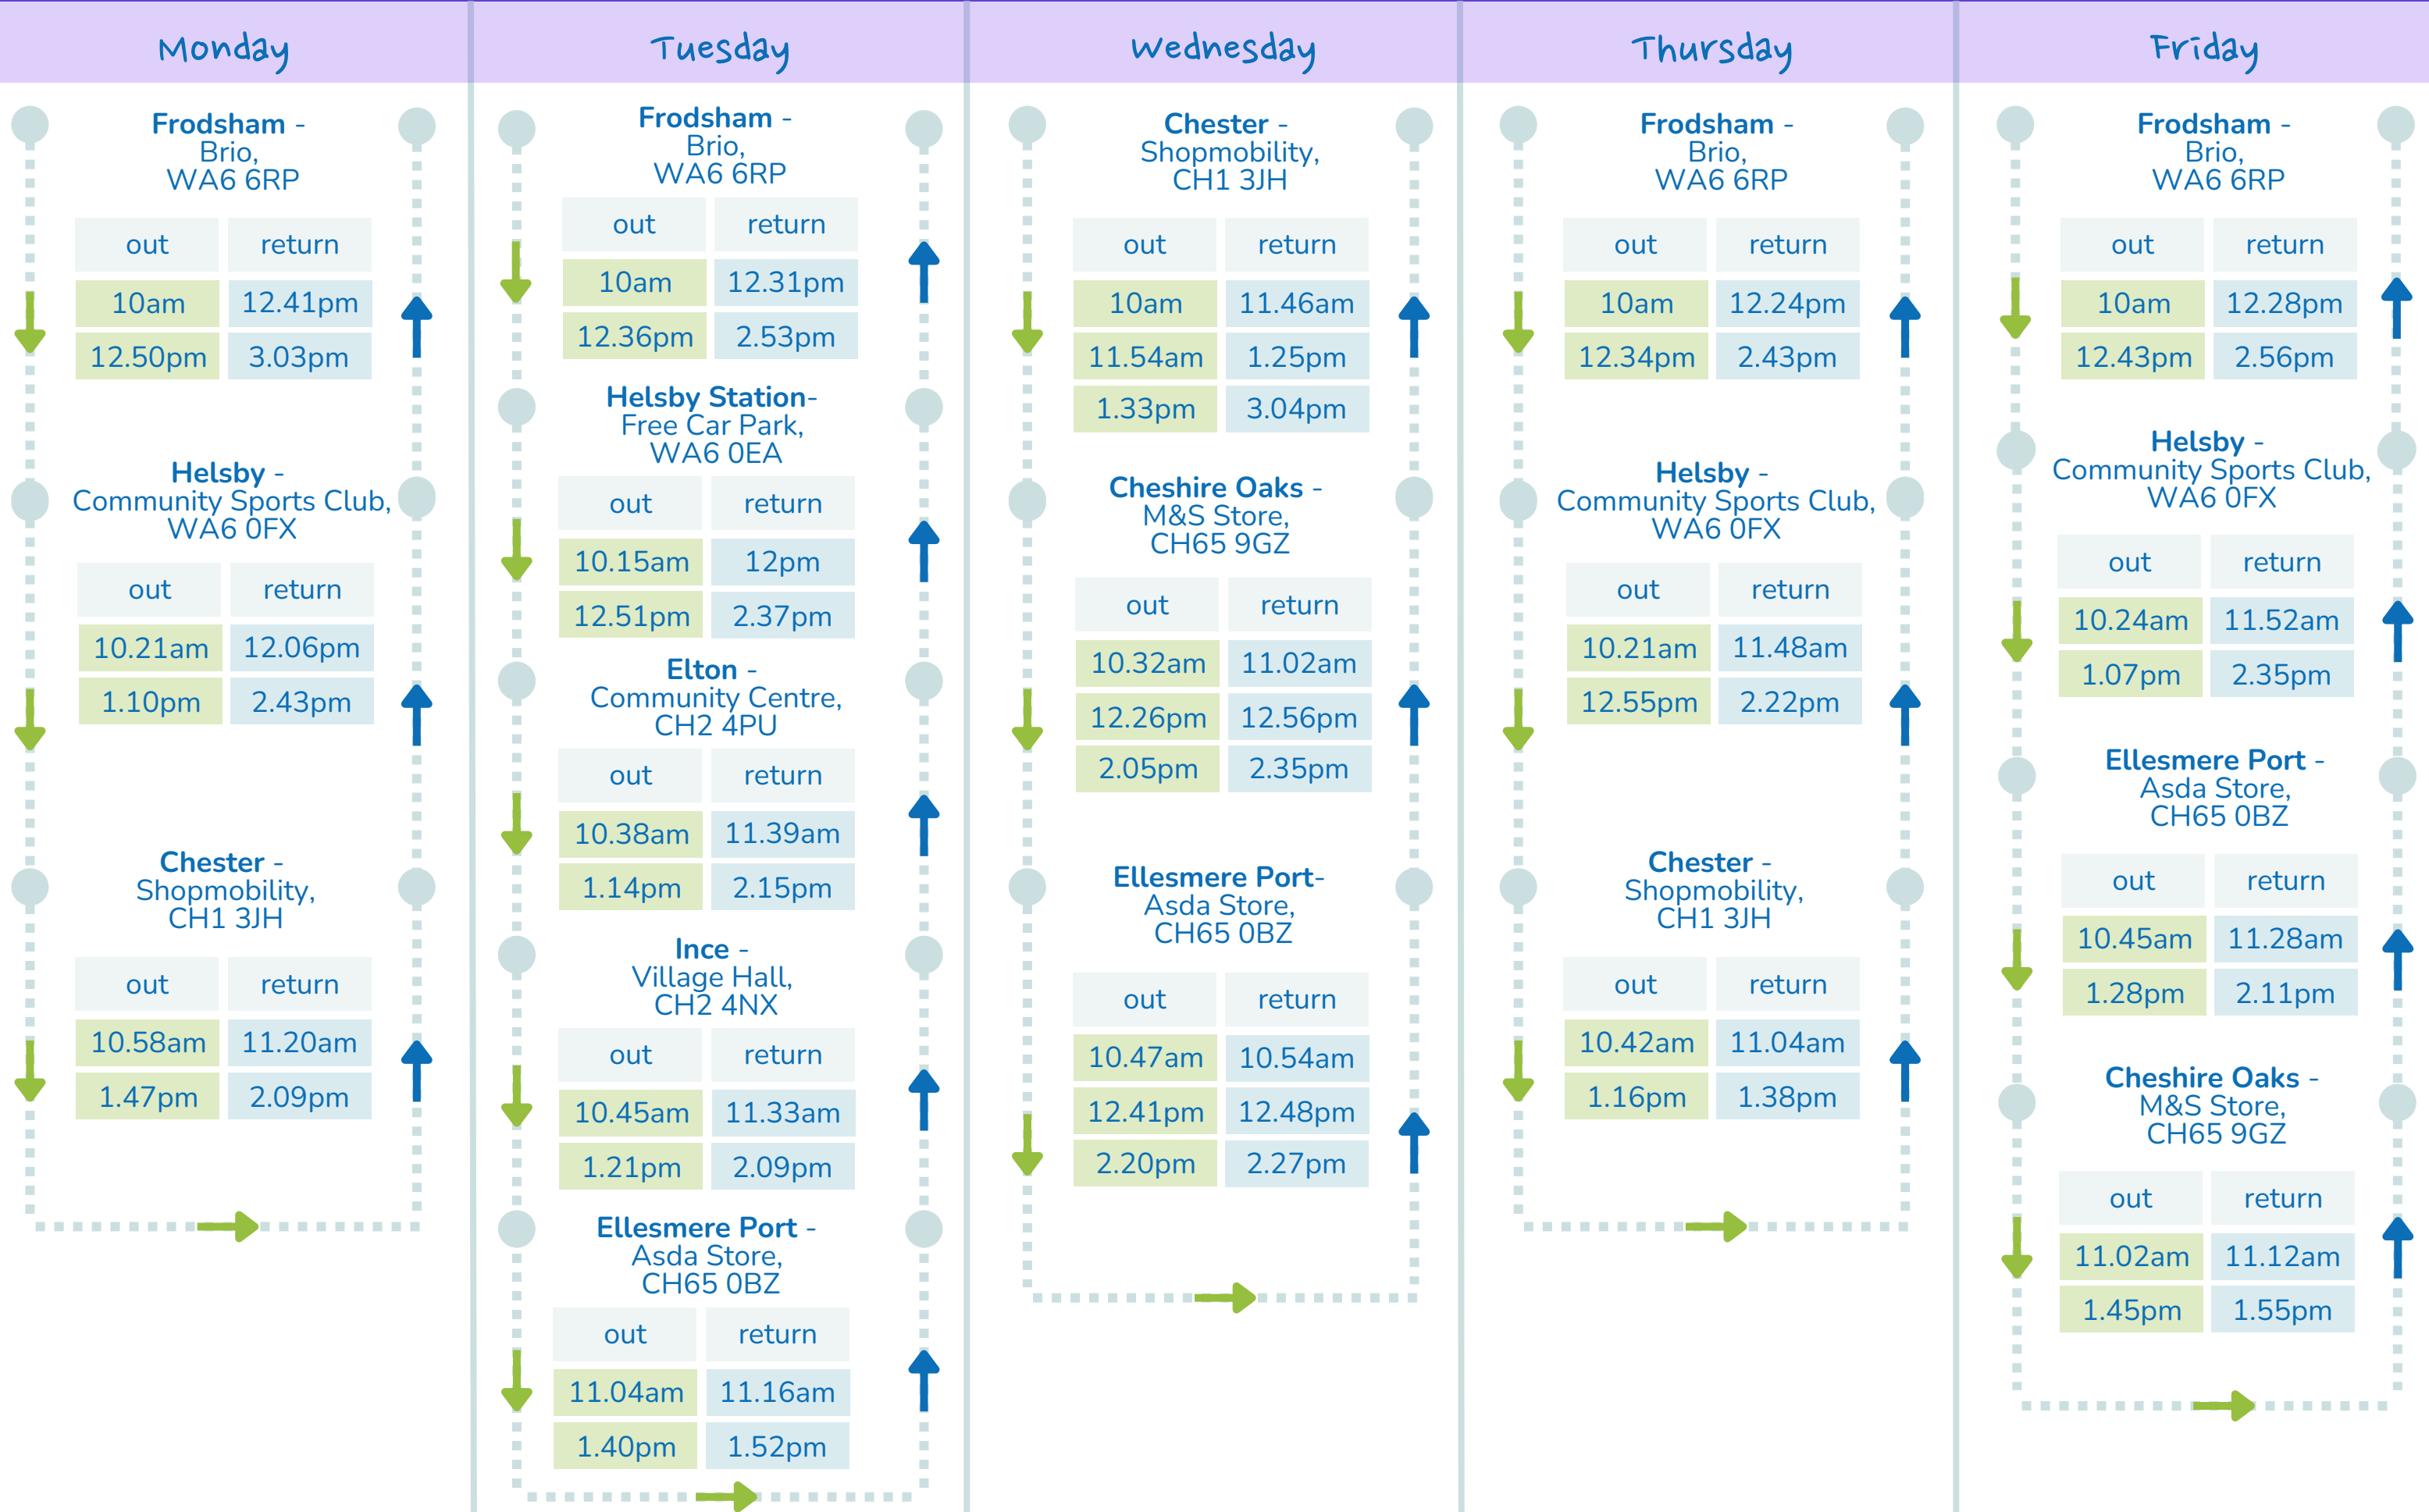 Monday
Frodsham -
Brio,
WA6 6RP
out return
10am 12.41pm
12.50pm 3.03pm
Helsby -
Community Sports Club,
WA6 0FX
out return
10.21am 12.06pm
1.10pm 2.43pm
Chester -
Shopmobility,
CH1 3JH
out return
10.58am 11.20am
1.47pm 2.09pm
Tuesday
Frodsham -
Brio,
WA6 6RP
out return
10am 12.31pm
12.36pm 2.53pm
Helsby Station-
Free Car Park,
WA6 0EA
out return
10.15am 12pm
12.51pm 2.37pm
Elton -
Community Centre,
CH2 4PU
out return
10.38am 11.39am
1.14pm 2.15pm
Ince -
Village Hall,
CH2 4NX
out return
10.45am 11.33am
1.21pm 2.09pm
Ellesmere Port -
Asda Store,
CH65 0BZ
out return
11.04am 11.16am
1.40pm 1.52pm
Wednesday
Chester -
Shopmobility,
CH1 3JH
out return
10am 11.46am
11.54am 1.25pm
1.33pm 3.04pm
Cheshire Oaks -
M&S Store,
CH65 9GZ
out return
10.32am 11.02am
12.26pm 12.56pm
2.05pm 2.35pm
Ellesmere Port-
Asda Store,
CH65 0BZ
out return
10.47am 10.54am
12.41pm 12.48pm
2.20pm 2.27pm
Thursday
Frodsham -
Brio,
WA6 6RP
out return
10am 12.24pm
12.34pm 2.43pm
Helsby -
Community Sports Club,
WA6 0FX
out return
10.21am 11.48am
12.55pm 2.22pm
Chester -
Shopmobility,
CH1 3JH
out return
10.42am 11.04am
1.16pm 1.38pm
Friday
Frodsham -
Brio,
WA6 6RP
out return
10am 12.28pm
12.43pm 2.56pm
Helsby -
Community Sports Club,
WA6 0FX
out return
10.24am 11.52am
1.07pm 2.35pm
Ellesmere Port -
Asda Store,
CH65 0BZ
out return
10.45am 11.28am
1.28pm 2.11pm
Cheshire Oaks -
M&S Store,
CH65 9GZ
out return
11.02am 11.12am
1.45pm 1.55pm